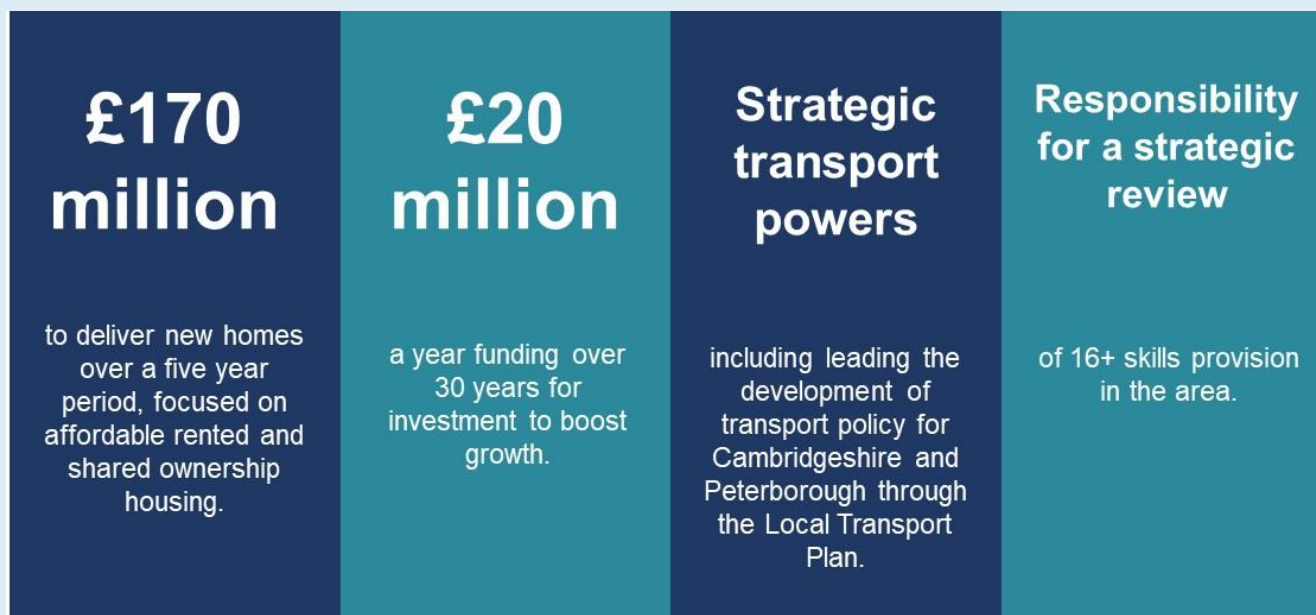 £170
million
to deliver new homes
over a five year
period, focused on
affordable rented and
shared ownership
housing.
£20
million
a year funding over
30 years for
investment to boost
growth.
Strategic
transport
powers
including leading the
development of
transport policy for
Cambridgeshire and
Peterborough through
the Local Transport
Plan.
Responsibility
for a strategic
review
of 16+ skills provision
in the area.